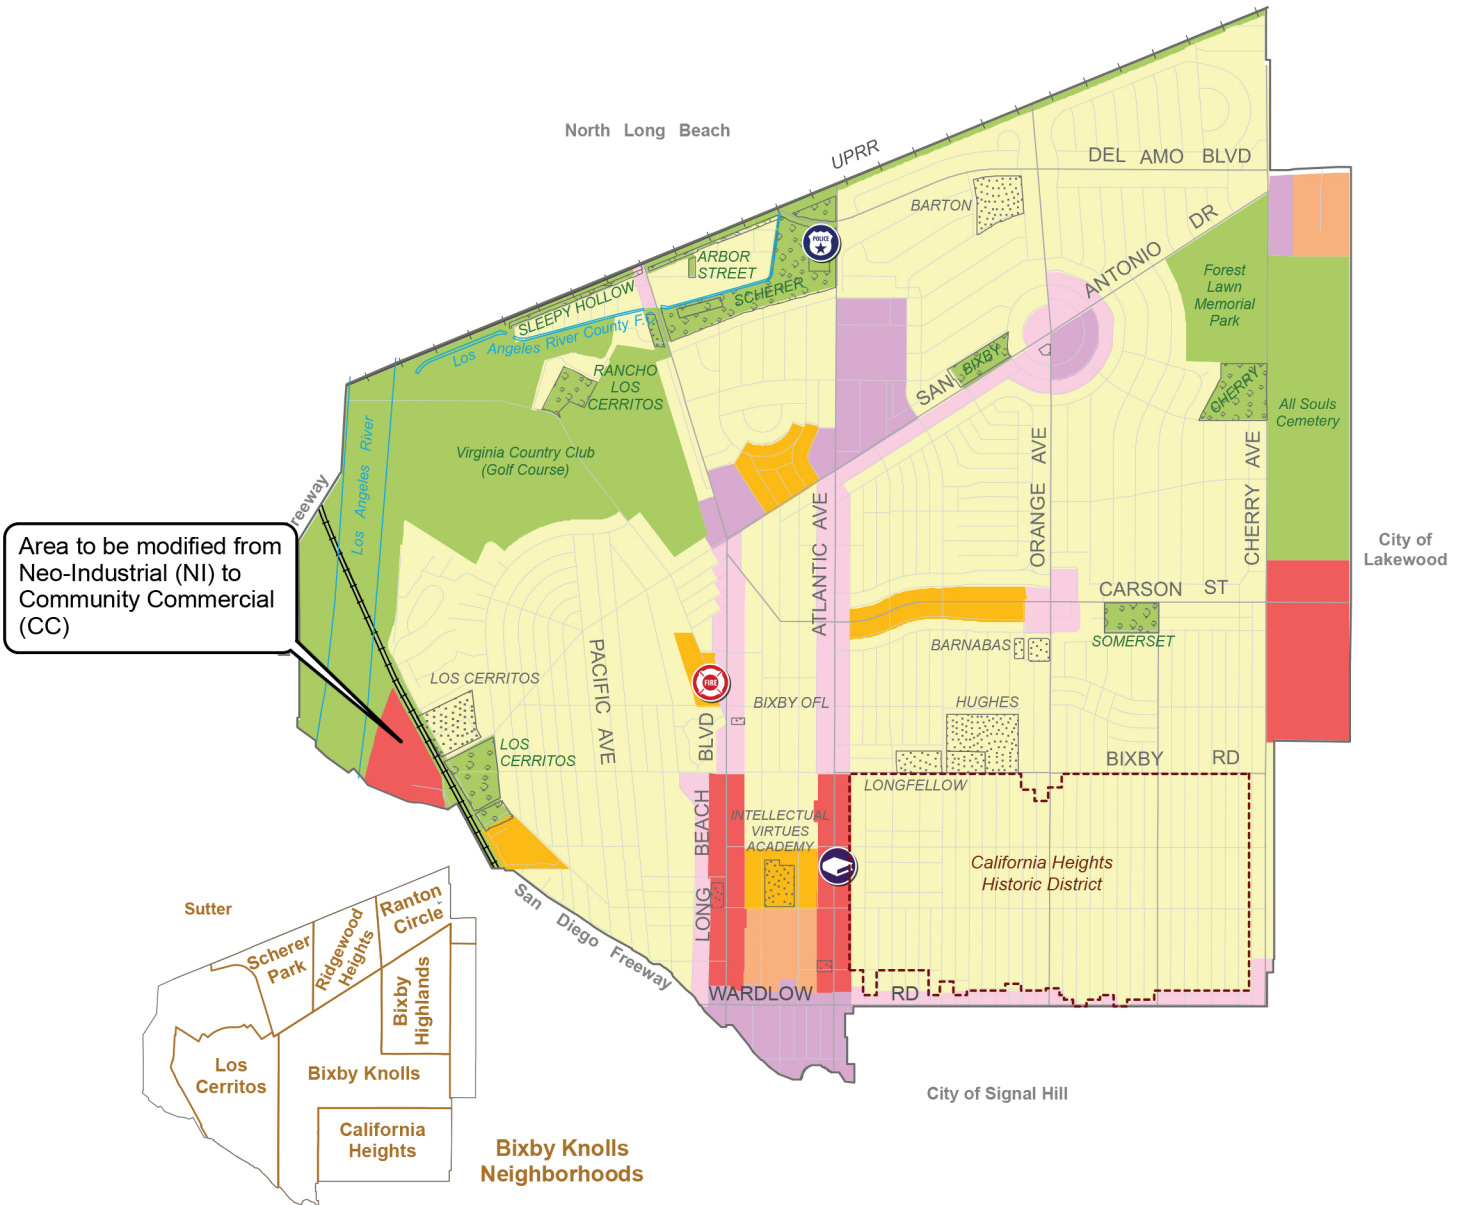 North Long Beach
UPRR
DEL AMO BLVD
BARTON
POLICE
ARBOR
STREET
SCHERER
SLEEPY HOLLOW
Los Angeles River County F.C.
RANCHO
LOS
CERRITOS
SAN ANTONIO DR
BIXBY
Forest
Lawn
Memorial
Park
CHERRY
All Souls
Cemetery
Virginia Country Club
(Golf Course)
Los Angeles River
reeway
Area to be modified from
Neo-Industrial (NI) to
Community Commercial
(CC)
ATLANTIC AVE
ORANGE AVE
CHERRY AVE
City of
Lakewood
CARSON ST
SOMERSET
BARNABAS
PACIFIC AVE
LOS CERRITOS
FIRE
BIXBY OFL
HUGHES
LOS
CERRITOS
LONG BEACH BLVD
BIXBY RD
LONGFELLOW
INTELLECTUAL
VIRTUES
ACADEMY
California Heights
Historic District
San Diego Freeway
WARDLOW RD
City of Signal Hill
Sutter
Scherer
Park
Ridgewood
Heights
Ranton
Circle
Bixby
Highlands
Los
Cerritos
Bixby Knolls
California
Heights
Bixby Knolls
Neighborhoods